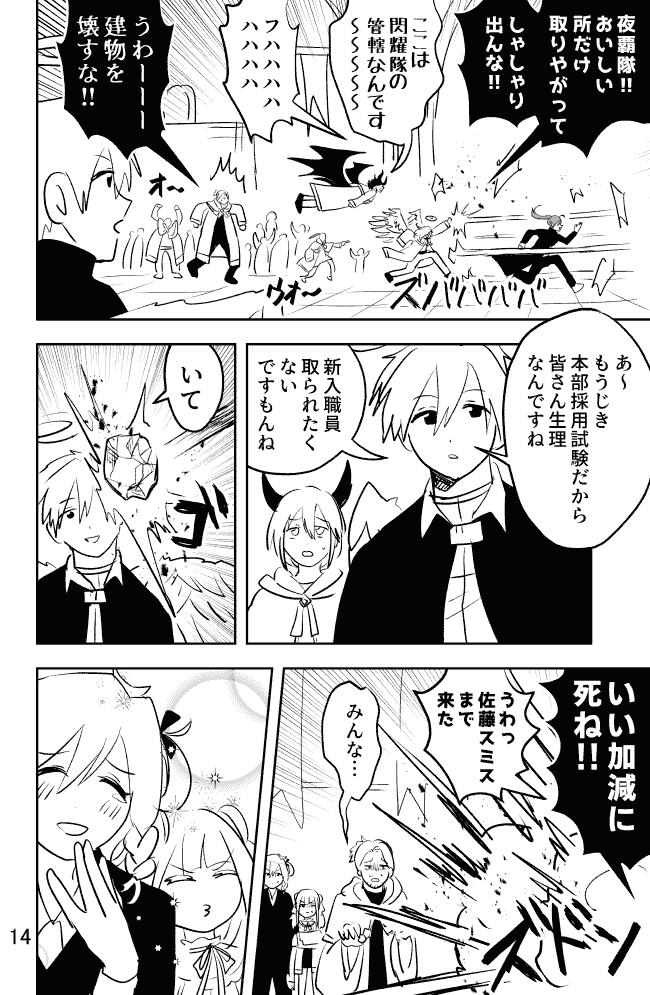 夜覇隊!!
おいしい
所だけ
取りやがって
しゃしゃり
出んな!!
ここは
閃耀隊の
管轄なんです
〜〜〜〜〜
フハハハハ
ハハハハ
うわーーー
建物を
壊すな!!
オ〜
ウオ〜
ズババババ
あ〜
もうじき
本部採用試験だから
皆さん生理
なんですね
新入職員
取られたく
ない
ですもんね
いて
ゴ
いい加減に
死ね!!
うわっ
佐藤スミス
まで
来た
みんな…
ズドン
14